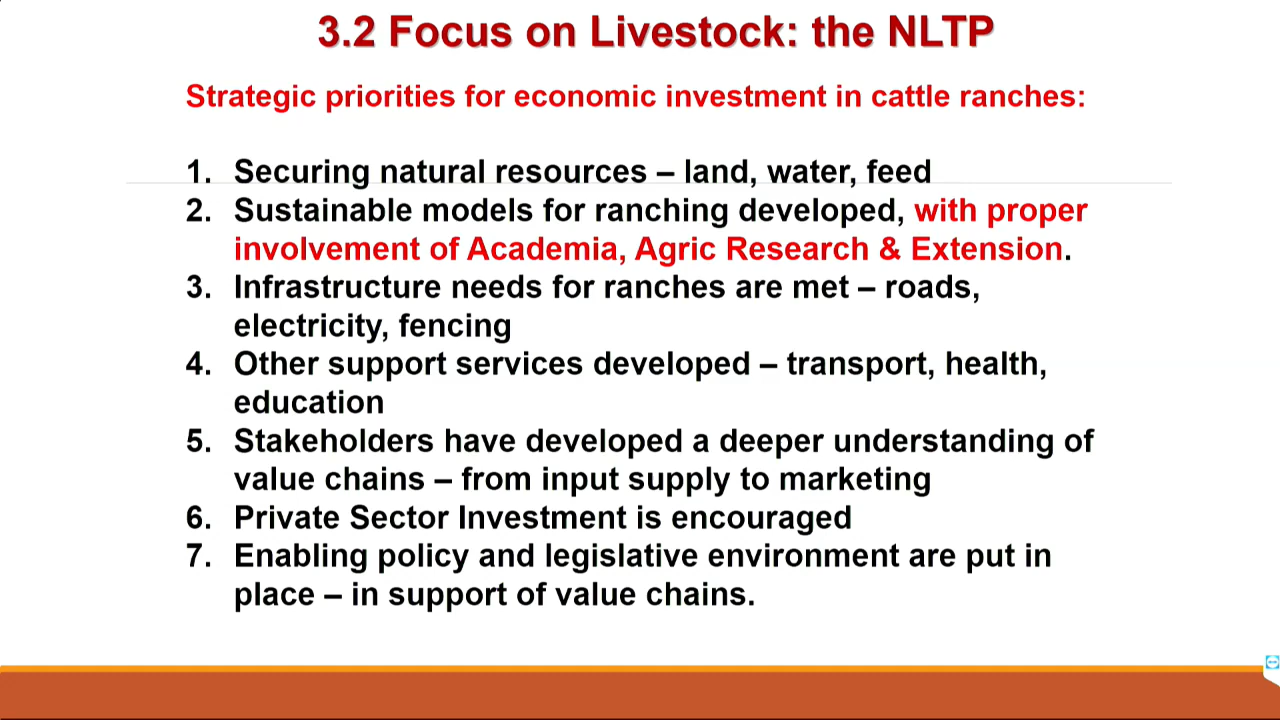 3.2 Focus on Livestock: the NLTP
Strategic priorities for economic investment in cattle ranches:
1. Securing natural resources – land, water, feed
2. Sustainable models for ranching developed, with proper
involvement of Academia, Agric Research & Extension.
3. Infrastructure needs for ranches are met – roads,
electricity, fencing
4. Other support services developed – transport, health,
education
5. Stakeholders have developed a deeper understanding of
value chains – from input supply to marketing
6. Private Sector Investment is encouraged
7. Enabling policy and legislative environment are put in
place – in support of value chains.